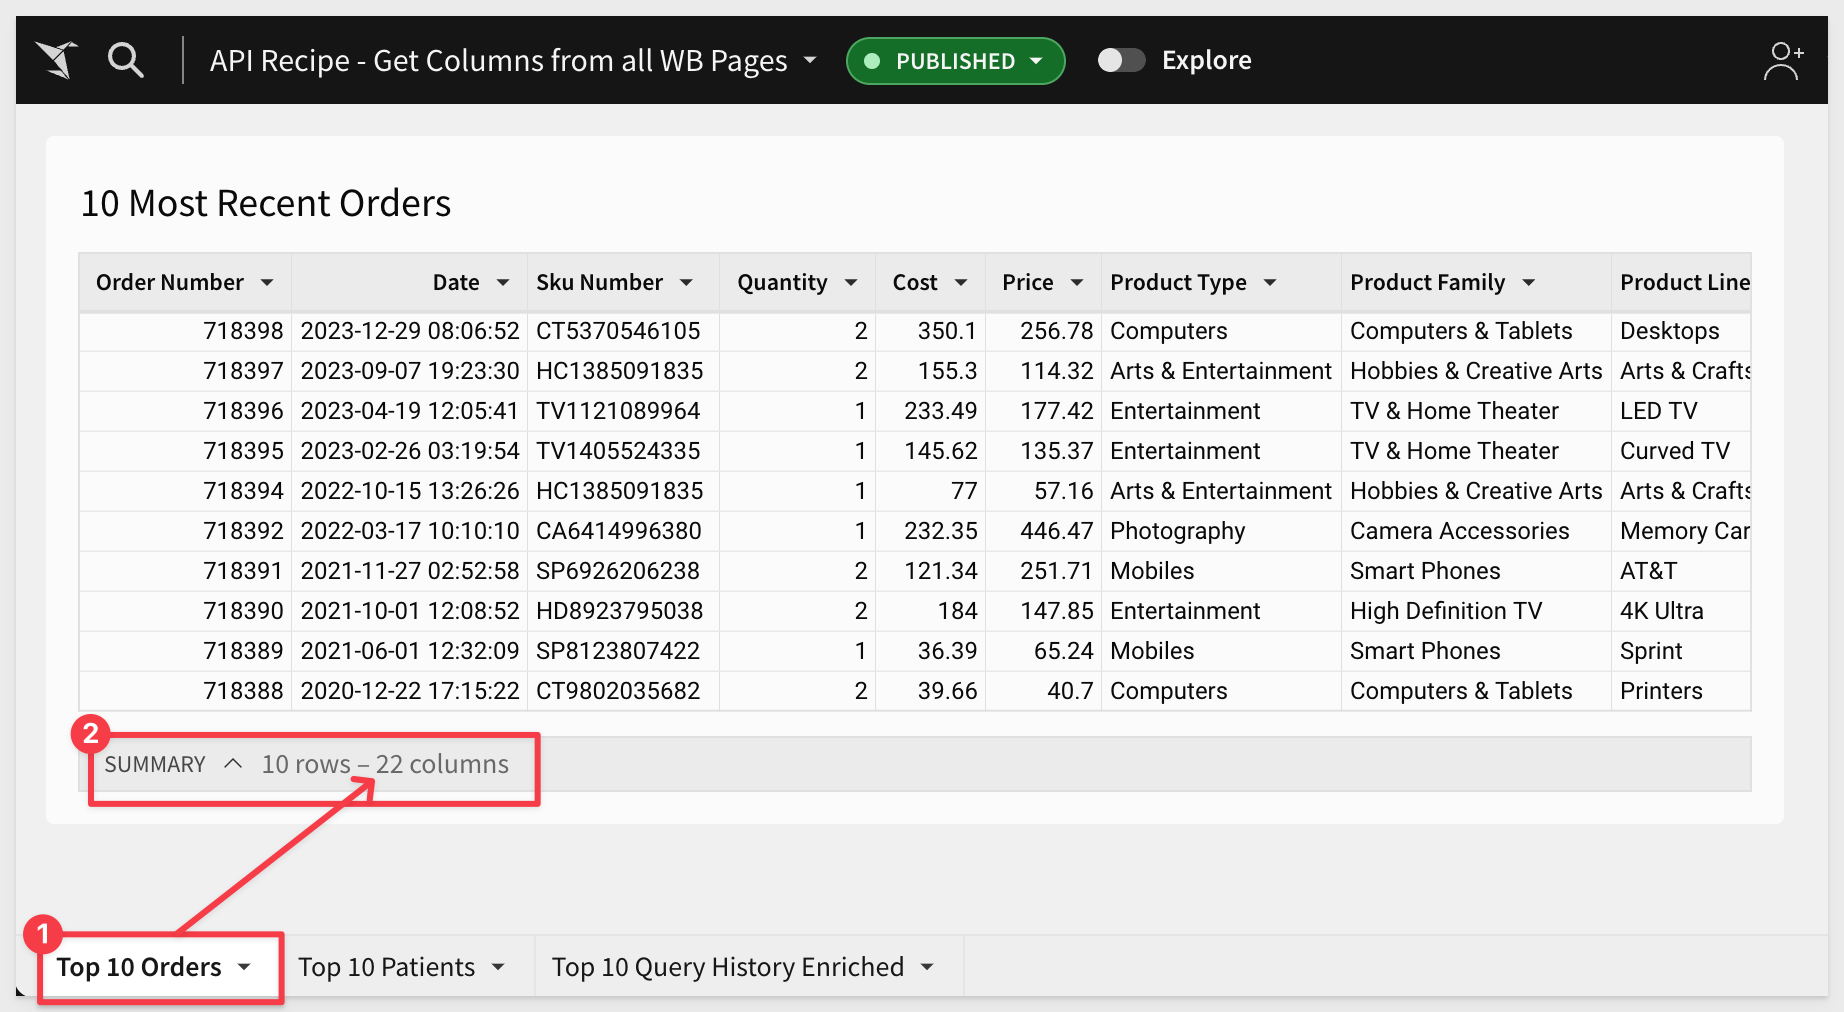 API Recipe - Get Columns from all WB Pages PUBLISHED Explore
10 Most Recent Orders
Order Number Date Sku Number Quantity Cost Price Product Type Product Family Product Line
718398 2023-12-29 08:06:52 CT5370546105 2 350.1 256.78 Computers Computers & Tablets Desktops
718397 2023-09-07 19:23:30 HC1385091835 2 155.3 114.32 Arts & Entertainment Hobbies & Creative Arts Arts & Crafts
718396 2023-04-19 12:05:41 TV1121089964 1 233.49 177.42 Entertainment TV & Home Theater LED TV
718395 2023-02-26 03:19:54 TV1405524335 1 145.62 135.37 Entertainment TV & Home Theater Curved TV
718394 2022-10-15 13:26:26 HC1385091835 1 77 57.16 Arts & Entertainment Hobbies & Creative Arts Arts & Crafts
718392 2022-03-17 10:10:10 CA6414996380 1 232.35 446.47 Photography Camera Accessories Memory Car
718391 2021-11-27 02:52:58 SP6926206238 2 121.34 251.71 Mobiles Smart Phones AT&T
718390 2021-10-01 12:08:52 HD8923795038 2 184 147.85 Entertainment High Definition TV 4K Ultra
718389 2021-06-01 12:32:09 SP8123807422 1 36.39 65.24 Mobiles Smart Phones Sprint
718388 2020-12-22 17:15:22 CT9802035682 2 39.66 40.7 Computers Computers & Tablets Printers
2
SUMMARY 10 rows – 22 columns
1
Top 10 Orders Top 10 Patients Top 10 Query History Enriched